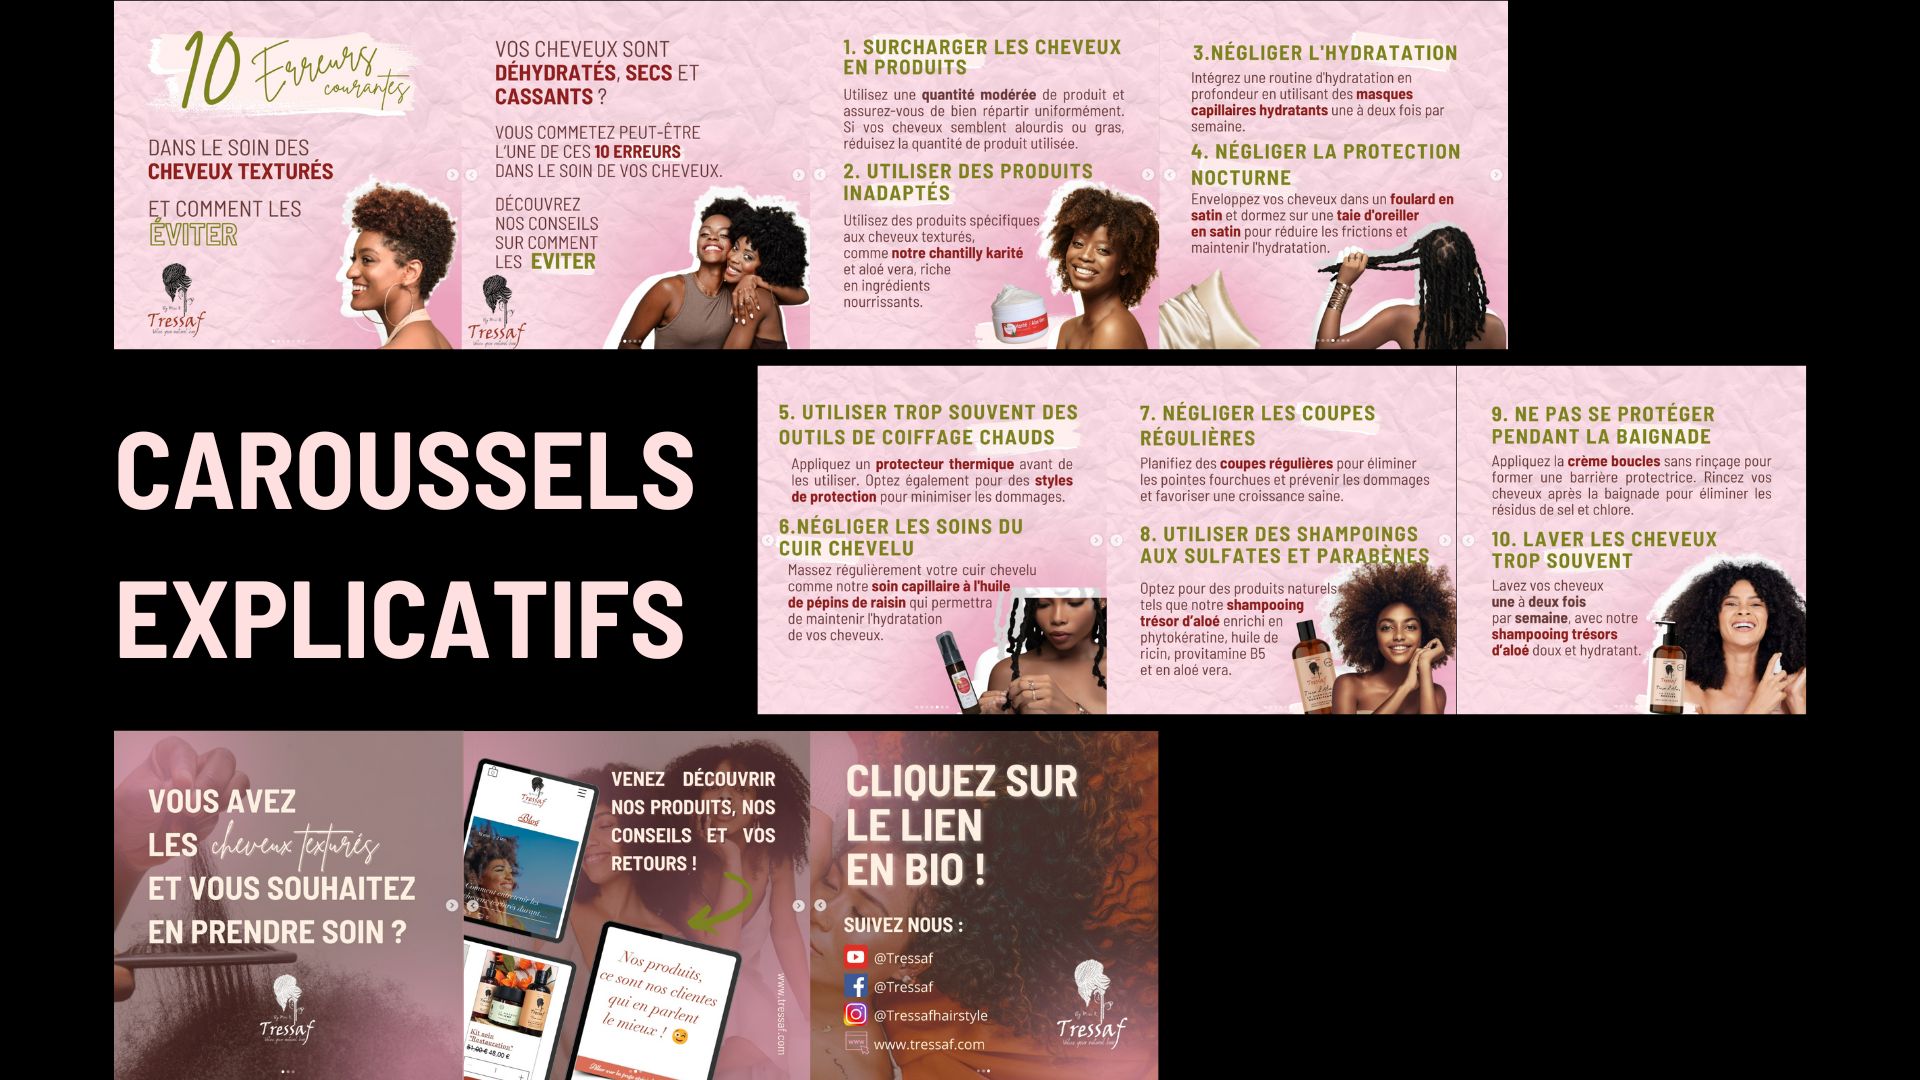 10 Erreurs
courantes
DANS LE SOIN DES
CHEVEUX TEXTURÉS
ET COMMENT LES
ÉVITER
Tressaf
VOS CHEVEUX SONT
DÉHYDRATÉS, SECS ET
CASSANTS ?
VOUS COMMETEZ PEUT-ÊTRE
L'UNE DE CES 10 ERREURS
DANS LE SOIN DE VOS CHEVEUX.
DÉCOUVREZ
NOS CONSEILS
SUR COMMENT
LES EVITER
Tressaf
1. SURCHARGER LES CHEVEUX
EN PRODUITS
Utilisez une quantité modérée de produit et
assurez-vous de bien répartir uniformément.
Si vos cheveux semblent alourdis ou gras,
réduisez la quantité de produit utilisée.
2. UTILISER DES PRODUITS
INADAPTÉS
Utilisez des produits spécifiques
aux cheveux texturés,
comme notre chantilly karité
et aloé vera, riche
en ingrédients
nourrissants.
3.NÉGLIGER L'HYDRATATION
Intégrez une routine d'hydratation en
profondeur en utilisant des masques
capillaires hydratants une à deux fois par
semaine.
4. NÉGLIGER LA PROTECTION
NOCTURNE
Enveloppez vos cheveux dans un foulard en
satin et dormez sur une taie d'oreiller
en satin pour réduire les frictions et
maintenir l'hydratation.
CAROUSSELS
EXPLICATIFS
5. UTILISER TROP SOUVENT DES
OUTILS DE COIFFAGE CHAUDS
Appliquez un protecteur thermique avant de
les utiliser. Optez également pour des styles
de protection pour minimiser les dommages.
6.NÉGLIGER LES SOINS DU
CUIR CHEVELU
Massez régulièrement votre cuir chevelu
comme notre soin capillaire à l'huile
de pépins de raisin qui permettra
de maintenir l'hydratation
de vos cheveux.
7. NÉGLIGER LES COUPES
RÉGULIÈRES
Planifiez des coupes régulières pour éliminer
les pointes fourchues et prévenir les dommages
et favoriser une croissance saine.
8. UTILISER DES SHAMPOINGS
AUX SULFATES ET PARABÈNES
Optez pour des produits naturels
tels que notre shampooing
trésor d'aloé enrichi en
phytokératine, huile de
ricin, provitamine B5
et en aloé vera.
Tressaf
9. NE PAS SE PROTÉGER
PENDANT LA BAIGNADE
Appliquez la crème boucles sans rinçage pour
former une barrière protectrice. Rincez vos
cheveux après la baignade pour éliminer les
résidus de sel et chlore.
10. LAVER LES CHEVEUX
TROP SOUVENT
Lavez vos cheveux
une à deux fois
par semaine, avec notre
shampooing trésors
d'aloé doux et hydratant.
Tressaf
VOUS AVEZ
LES cheveux texturés
ET VOUS SOUHAITEZ
EN PRENDRE SOIN ?
Tressaf
VENEZ DÉCOUVRIR
NOS PRODUITS, NOS
CONSEILS ET VOS
RETOURS !
Tressaf
Blog
Comment entretenir les
cheveux texturés durant...
Kit soin
"Restauration"
61.00 € 48.00 €
Nos produits,
ce sont nos clientes
qui en parlent
le mieux !
www.tressaf.com
CLIQUEZ SUR
LE LIEN
EN BIO !
SUIVEZ NOUS :
@Tressaf
@Tressaf
@Tressafhairstyle
www.tressaf.com
Tressaf